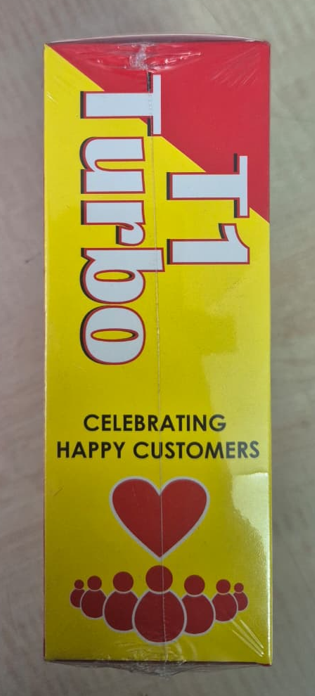 T1
Turbo
CELEBRATING
HAPPY CUSTOMERS